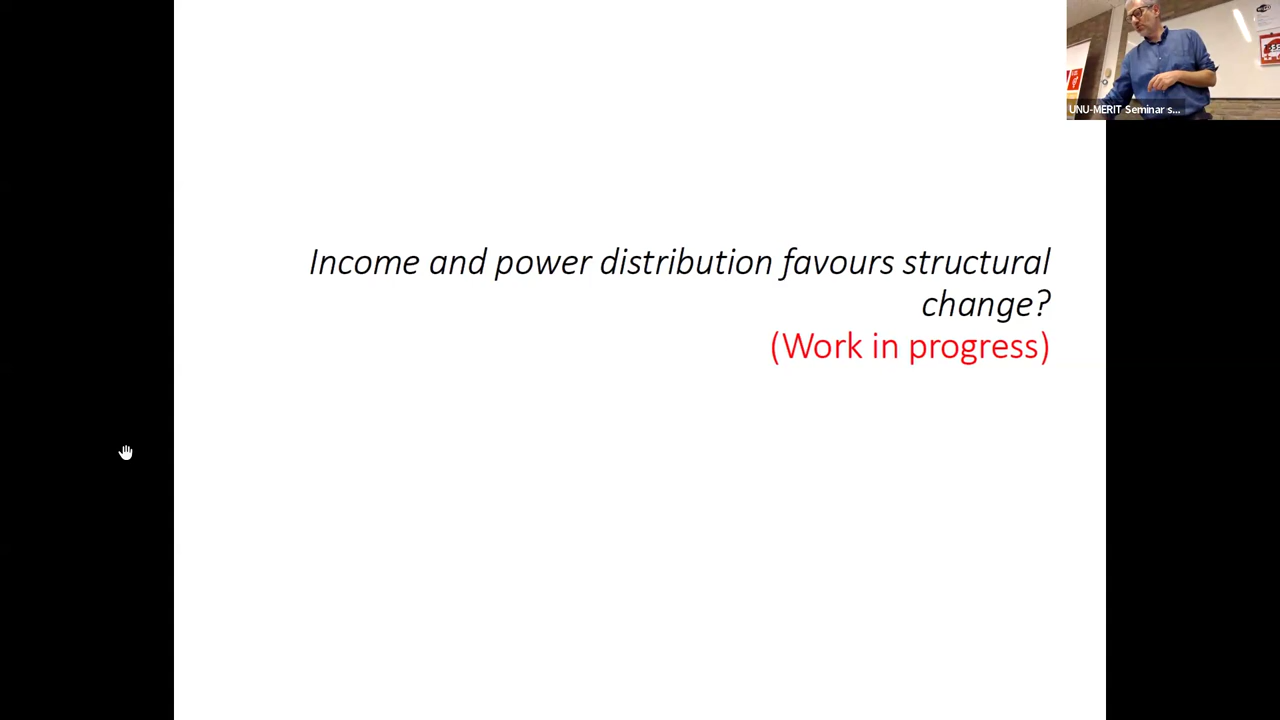 UNU-MERIT Seminar s...
Income and power distribution favours structural
change?
(Work in progress)